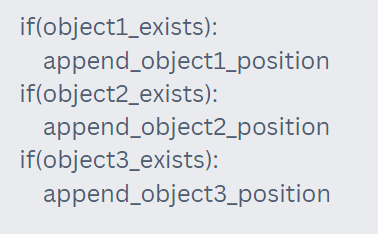 if(object1_exists):
    append_object1_position
if(object2_exists):
    append_object2_position
if(object3_exists):
    append_object3_position